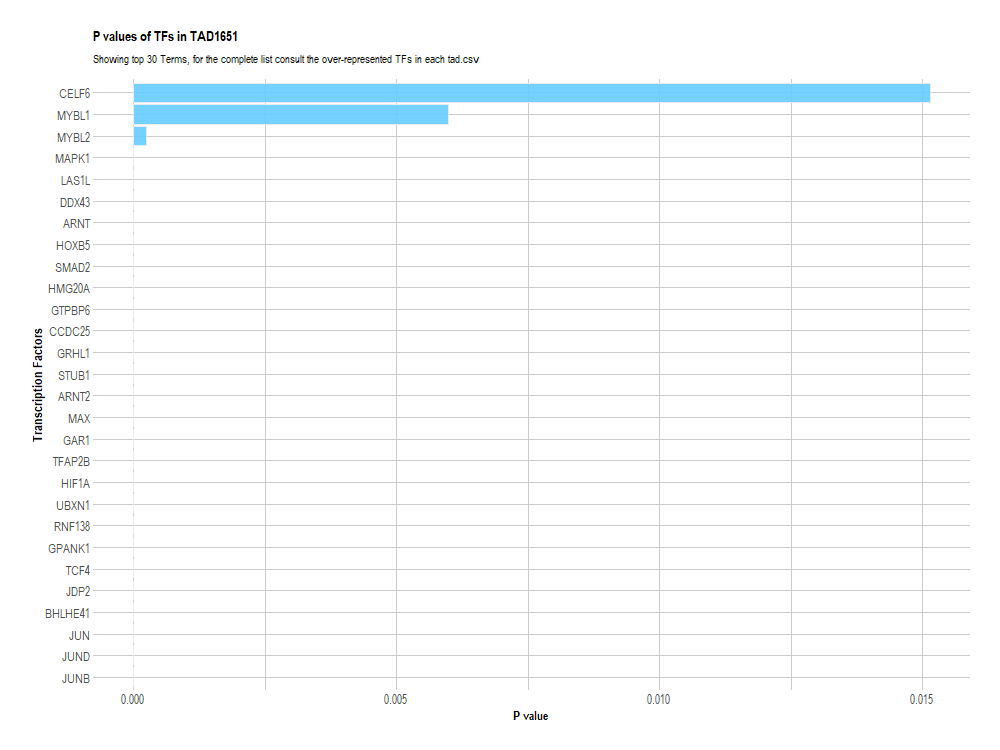 P values of TFs in TAD1651
Showing top 30 Terms, for the complete list consult the over-represented TFs in each tad.csv
Transcription Factors
CELF6
MYBL1
MYBL2
MAPK1
LAS1L
DDX43
ARNT
HOXB5
SMAD2
HMG20A
GTPBP6
CCDC25
GRHL1
STUB1
ARNT2
MAX
GAR1
TFAP2B
HIF1A
UBXN1
RNF138
GPANK1
TCF4
JDP2
BHLHE41
JUN
JUND
JUNB
0.000 0.005 0.010 0.015
P value